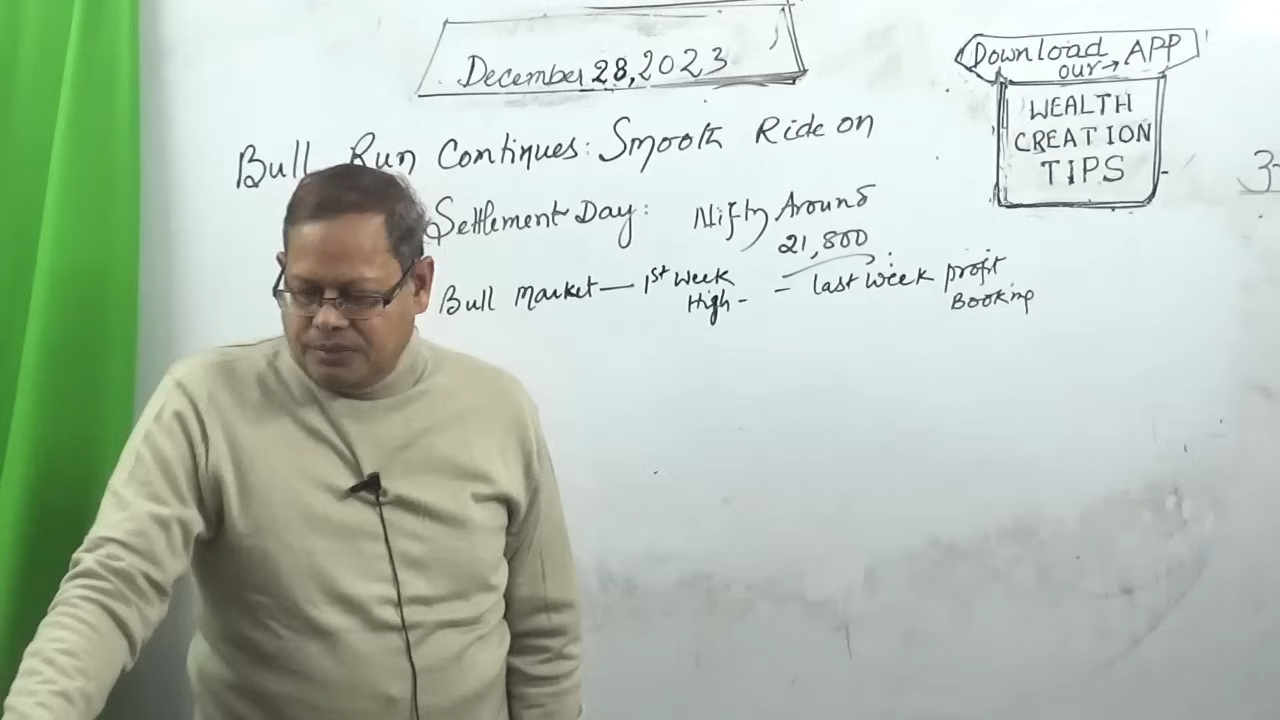 December 28, 2023
Download APP
our →
WEALTH
CREATION
TIPS
Bull Run Continues: Smooth Ride on
Settlement Day: Nifty Around
21,800
Bull Market — 1st Week – last week profit
High - Booking
3-